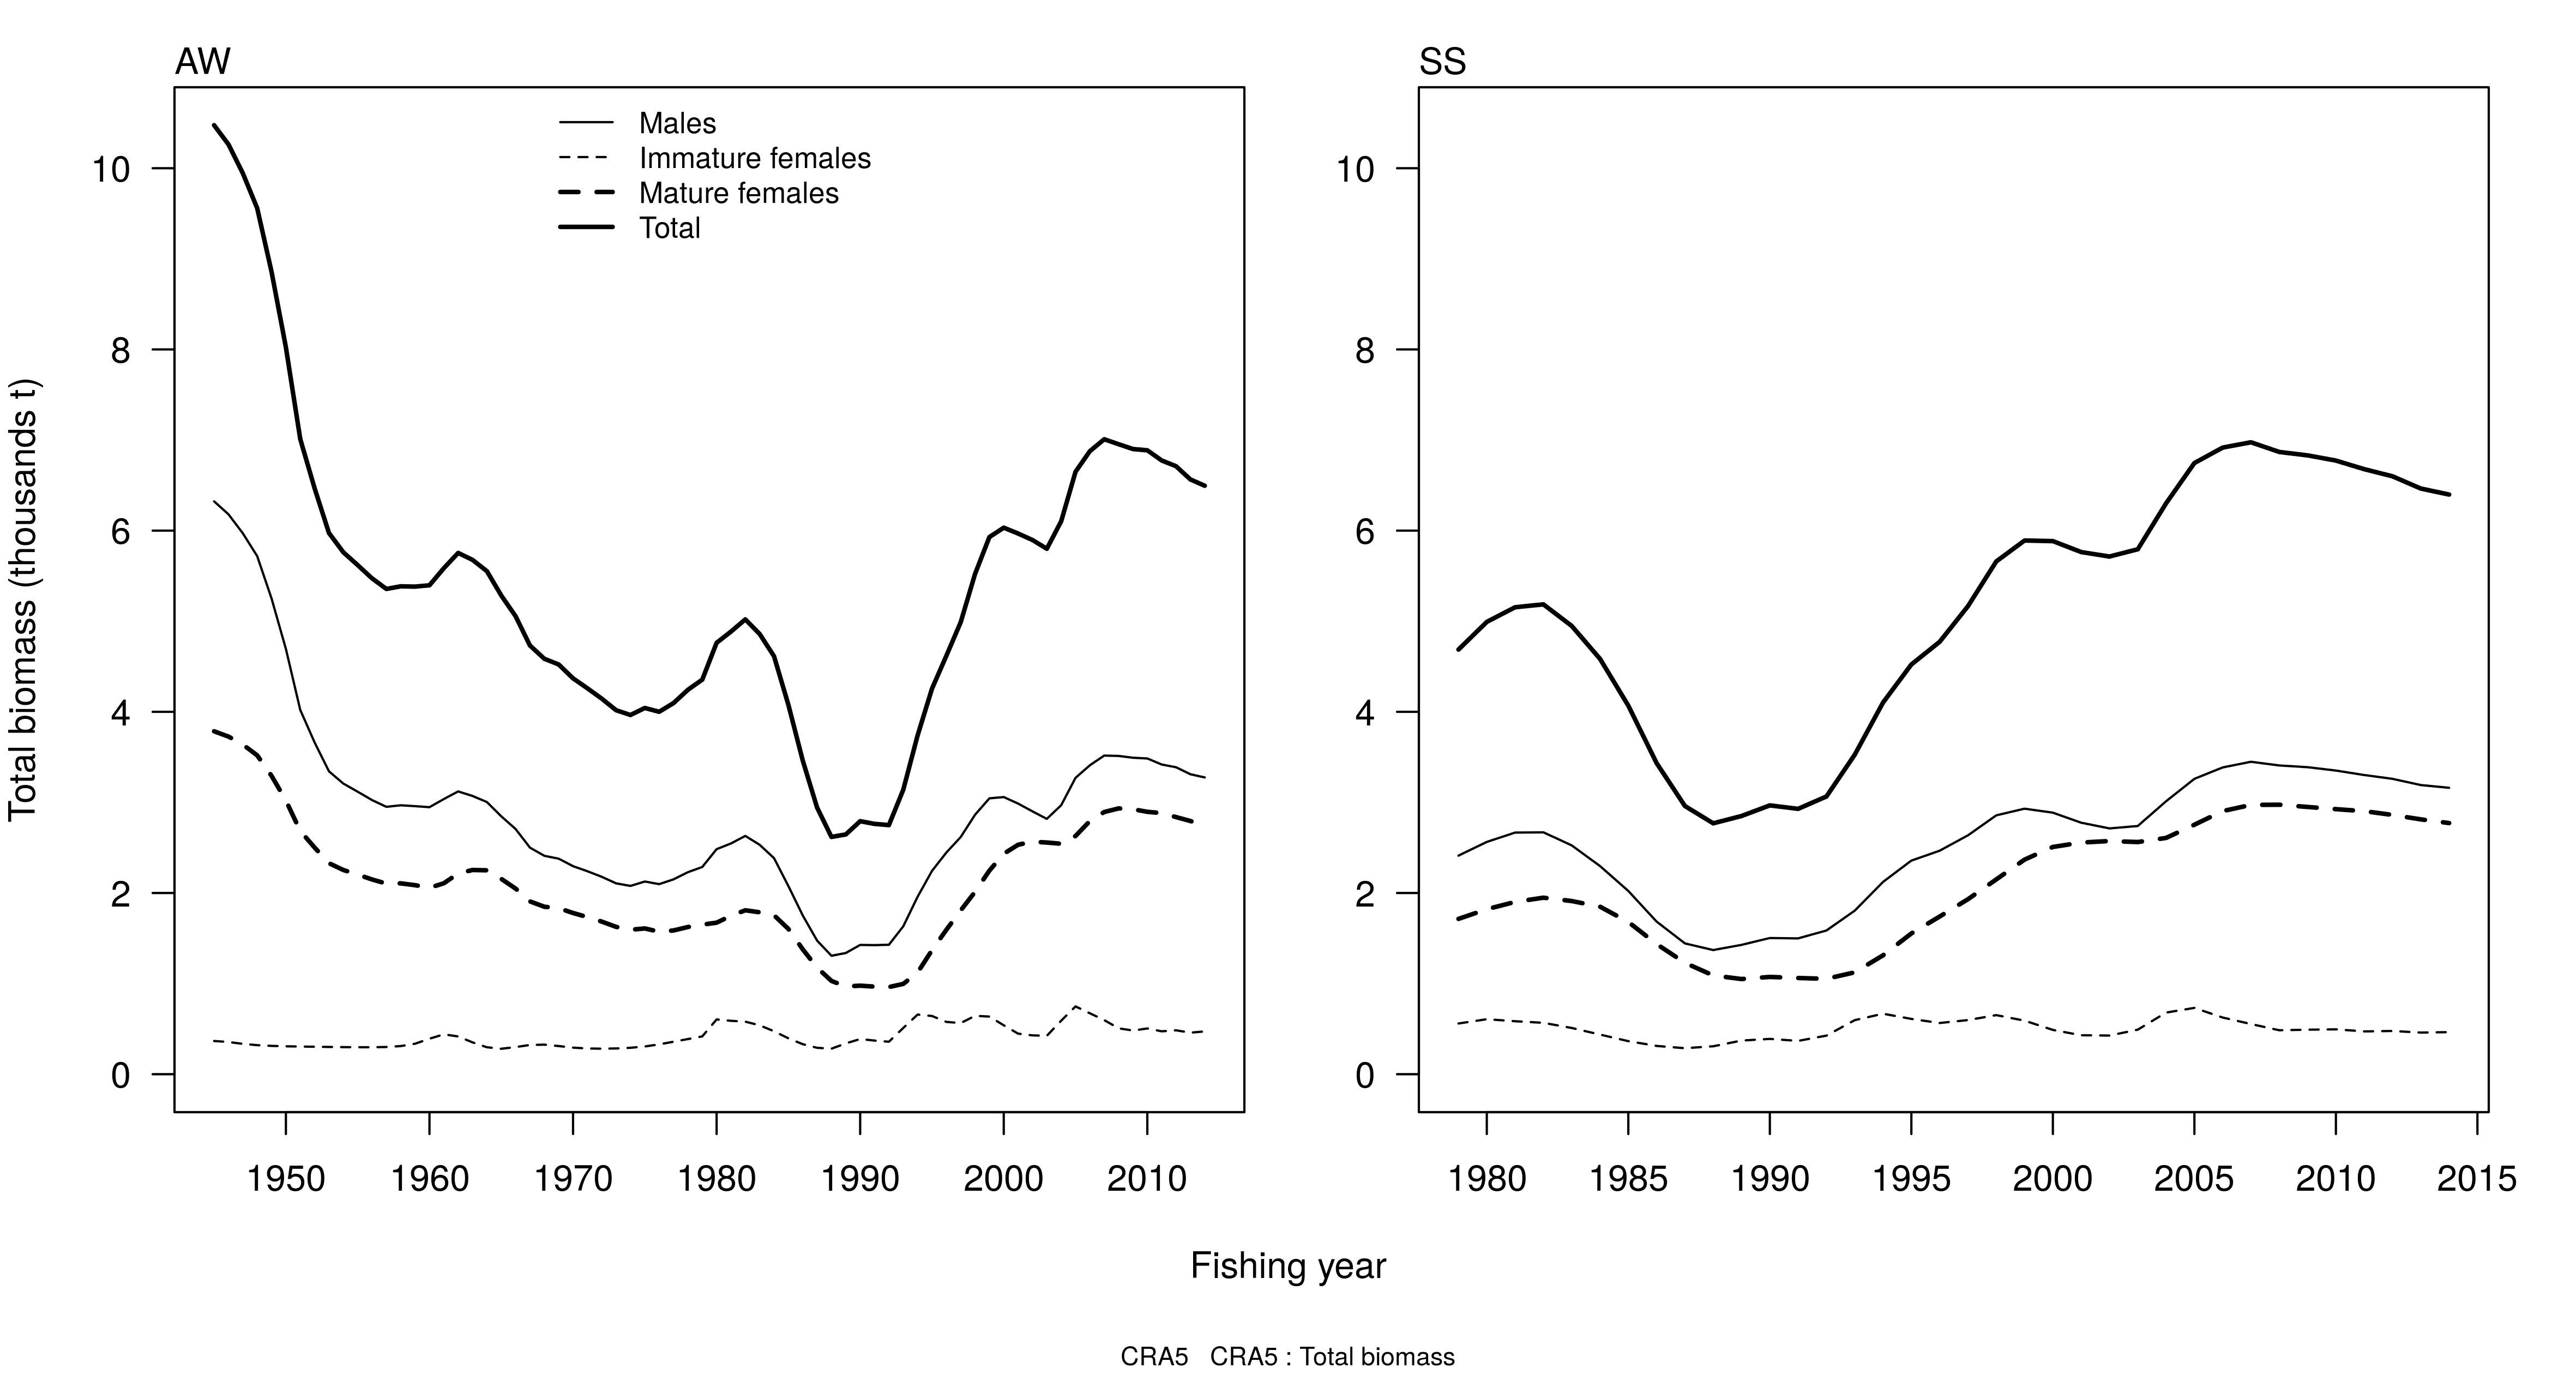 AW
SS
Males
Immature females
Mature females
Total
10
8
6
4
2
0
10
8
6
4
2
0
Total biomass (thousands t)
1950 1960 1970 1980 1990 2000 2010
1980 1985 1990 1995 2000 2005 2010 2015
Fishing year
CRA5 CRA5 : Total biomass